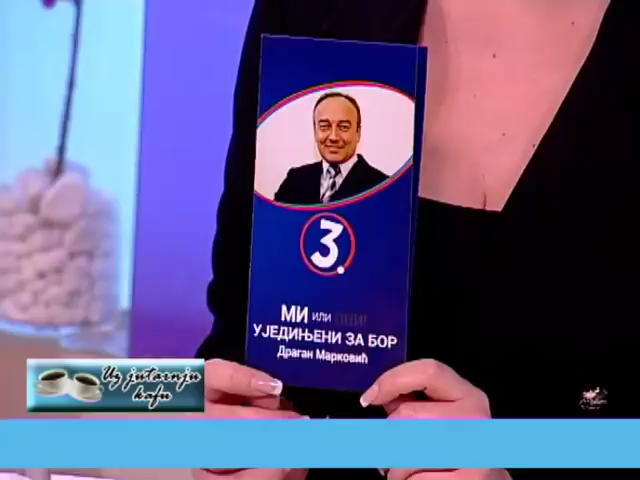 3.
МИ или
УЈЕДИЊЕНИ ЗА БОР
Драган Марковић
Uz jutarnju
kafu